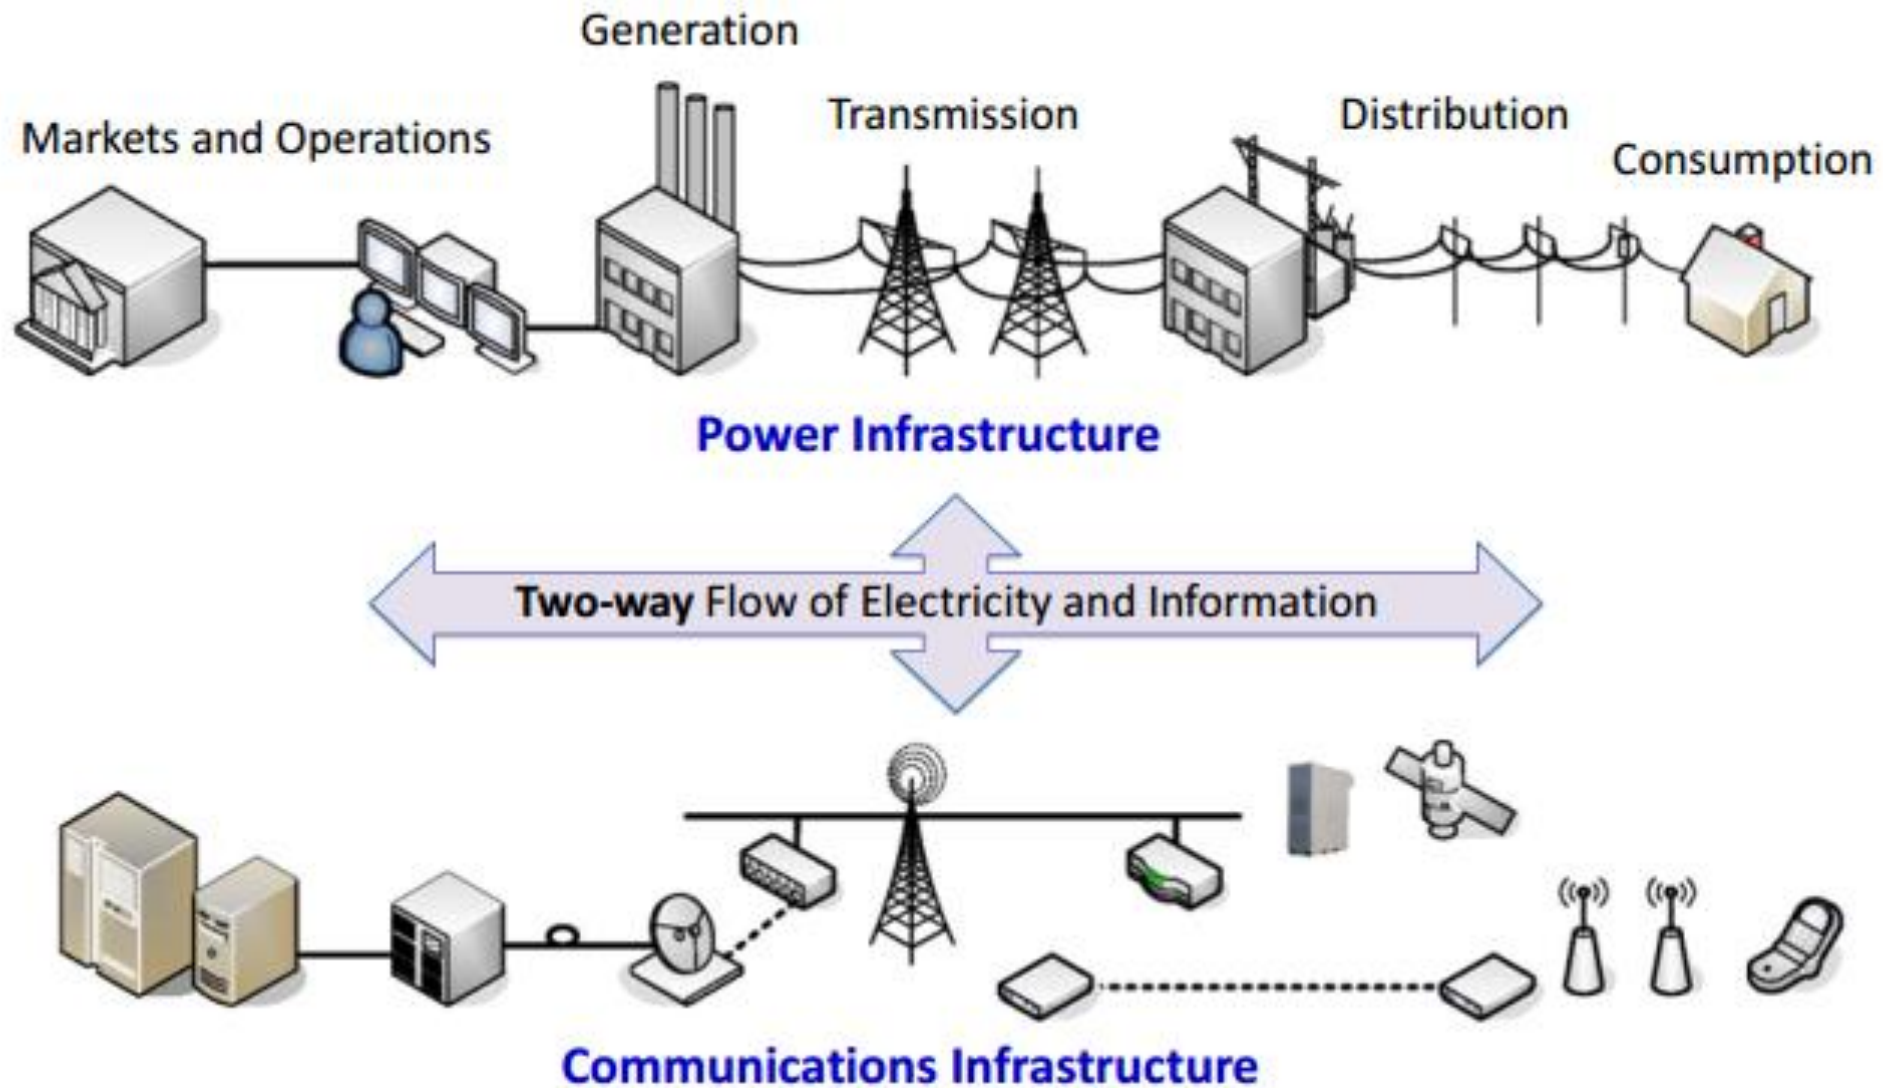 Generation
Transmission
Distribution
Markets and Operations
Consumption
Power Infrastructure
Two-way Flow of Electricity and Information
Communications Infrastructure